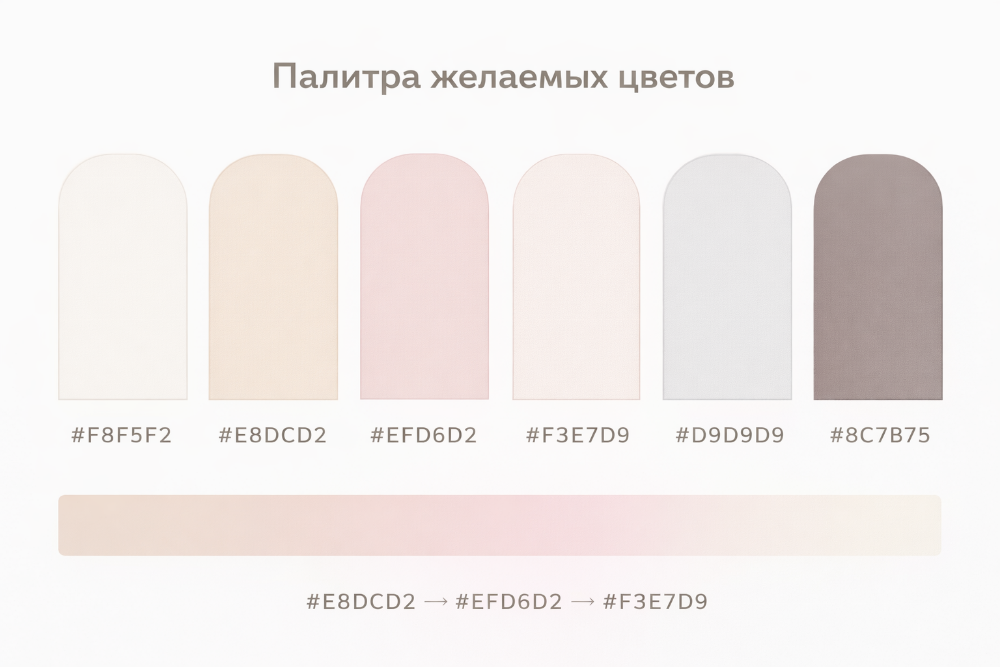 Палитра желаемых цветов
#F8F5F2 #E8DCD2 #EFD6D2 #F3E7D9 #D9D9D9 #8C7B75
#E8DCD2 → #EFD6D2 → #F3E7D9